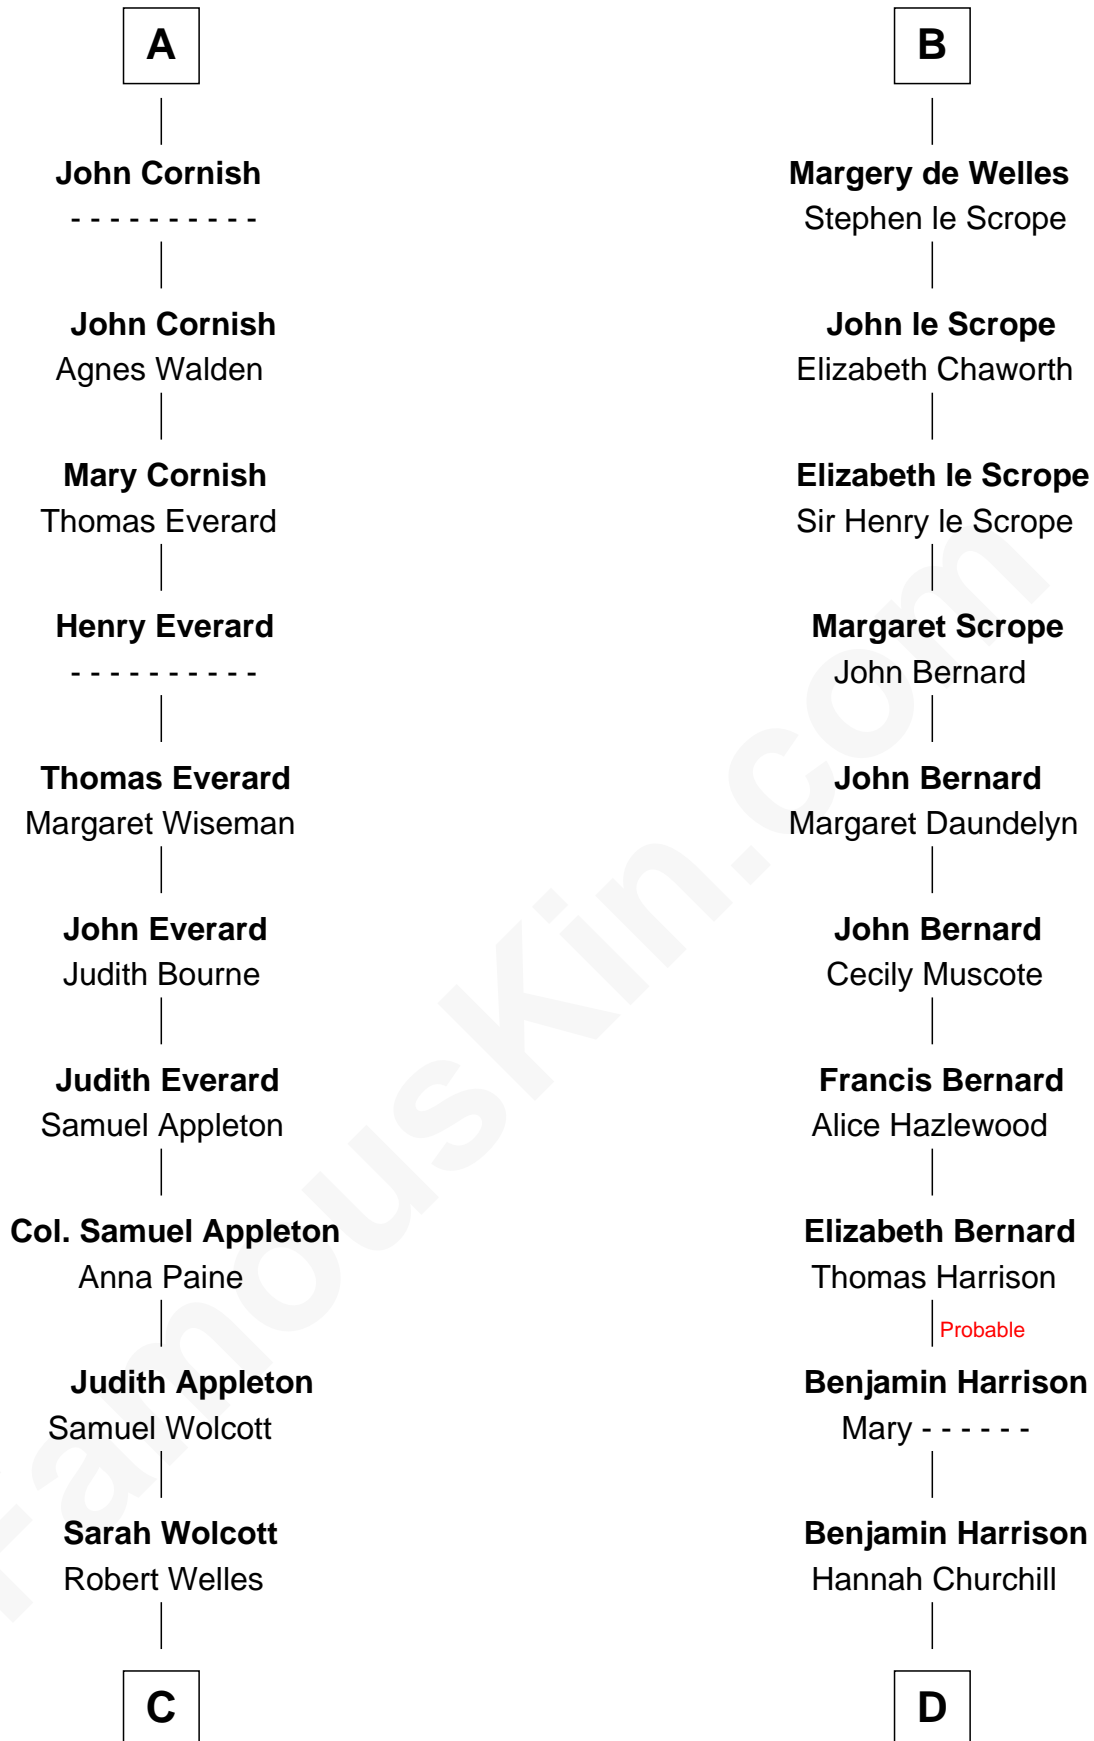 A
John Cornish
- - - - - - - - - -
John Cornish
Agnes Walden
Mary Cornish
Thomas Everard
Henry Everard
- - - - - - - - - -
Thomas Everard
Margaret Wiseman
John Everard
Judith Bourne
Judith Everard
Samuel Appleton
Col. Samuel Appleton
Anna Paine
Judith Appleton
Samuel Wolcott
Sarah Wolcott
Robert Welles
C
B
Margery de Welles
Stephen le Scrope
John le Scrope
Elizabeth Chaworth
Elizabeth le Scrope
Sir Henry le Scrope
Margaret Scrope
John Bernard
John Bernard
Margaret Daundelyn
John Bernard
Cecily Muscote
Francis Bernard
Alice Hazlewood
Elizabeth Bernard
Thomas Harrison
Probable
Benjamin Harrison
Mary - - - - - -
Benjamin Harrison
Hannah Churchill
D
FamousKin.com